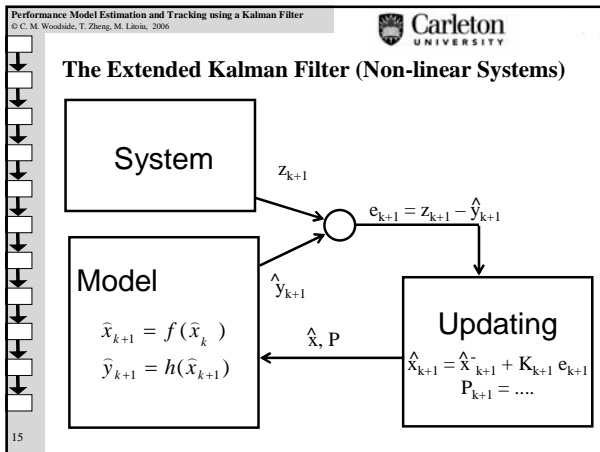 Performance Model Estimation and Tracking using a Kalman Filter
© C. M. Woodside, T. Zheng, M. Litoiu, 2006
Carleton
UNIVERSITY
The Extended Kalman Filter (Non-linear Systems)
System
z_{k+1}
e_{k+1} = z_{k+1} – ŷ_{k+1}
Model
ŷ_{k+1}
x̂_{k+1} = f(x̂_k)
ŷ_{k+1} = h(x̂_{k+1})
x̂, P
Updating
x̂_{k+1} = x̂^-_{k+1} + K_{k+1} e_{k+1}
P_{k+1} = ....
15